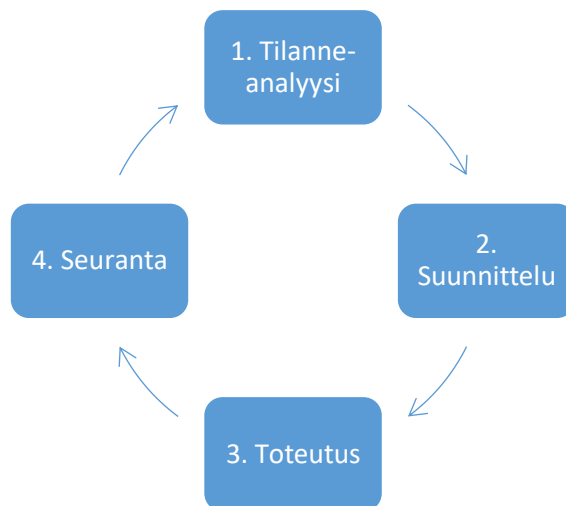 1. Tilanne-
analyysi
2.
Suunnittelu
3. Toteutus
4. Seuranta